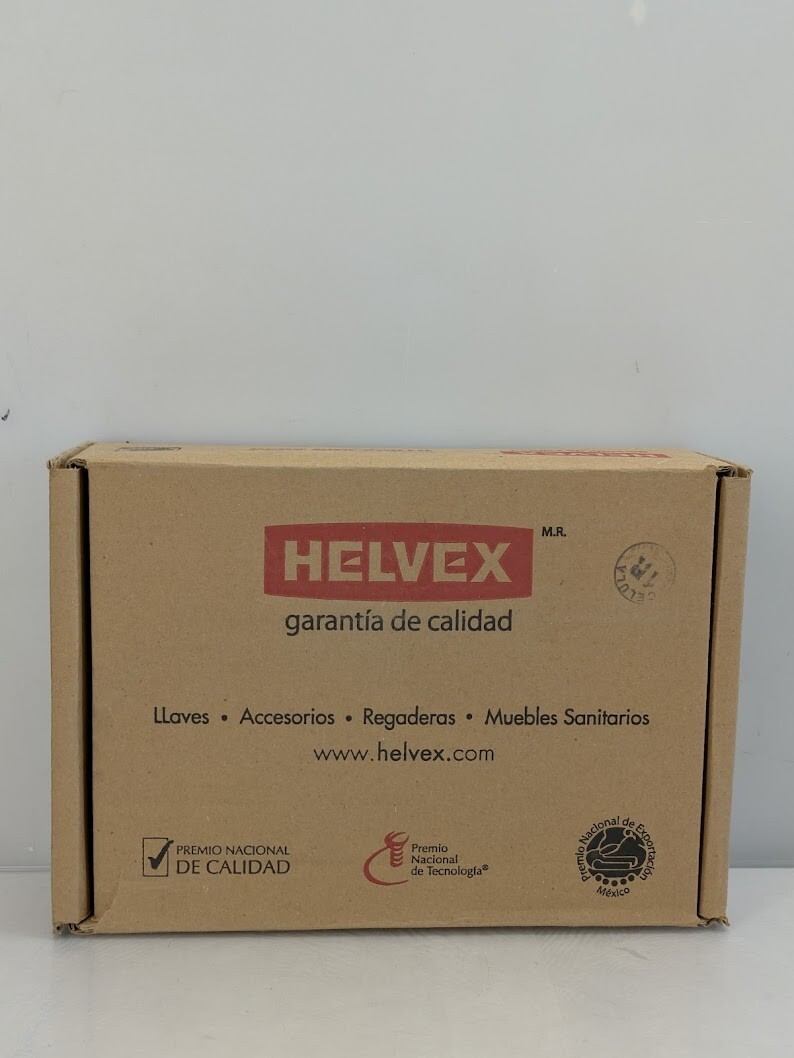 HELVEX
M.R.
garantía de calidad
LLaves • Accesorios • Regaderas • Muebles Sanitarios
www.helvex.com
PREMIO NACIONAL
DE CALIDAD
Premio
Nacional
de Tecnología®
Premio Nacional de Exportación
México
CELULA